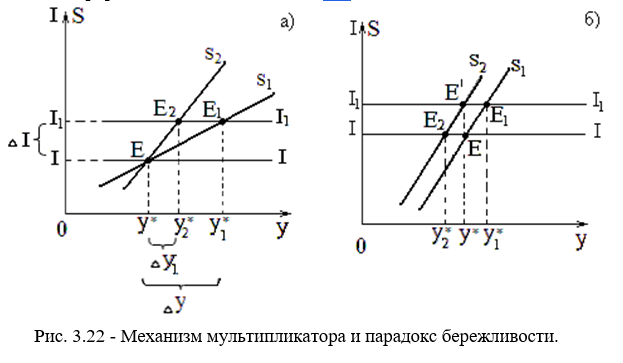 I S а)
S₂
S₁
E₂ E₁
I₁ I₁
ΔI
E
I I
0 y* y₂* y₁* y
Δy₁
Δy
I S б)
S₂ S₁
E'
I₁ I₁
E₁
E₂
I I
E
0 y₂* y* y₁* y
Рис. 3.22 - Механизм мультипликатора и парадокс бережливости.